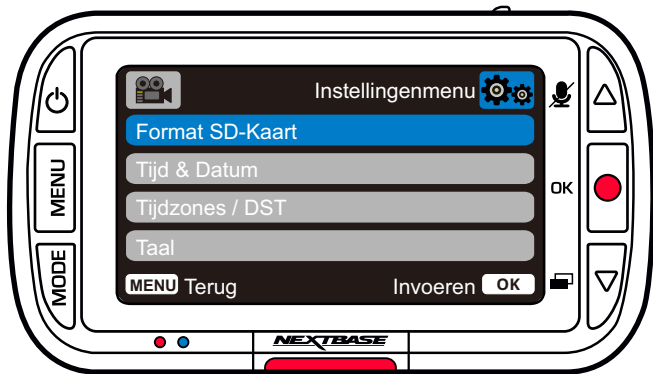 Instellingenmenu
Format SD-Kaart
Tijd & Datum
Tijdzones / DST
Taal
MENU Terug
Invoeren OK
MENU
MODE
OK
NEXTBASE